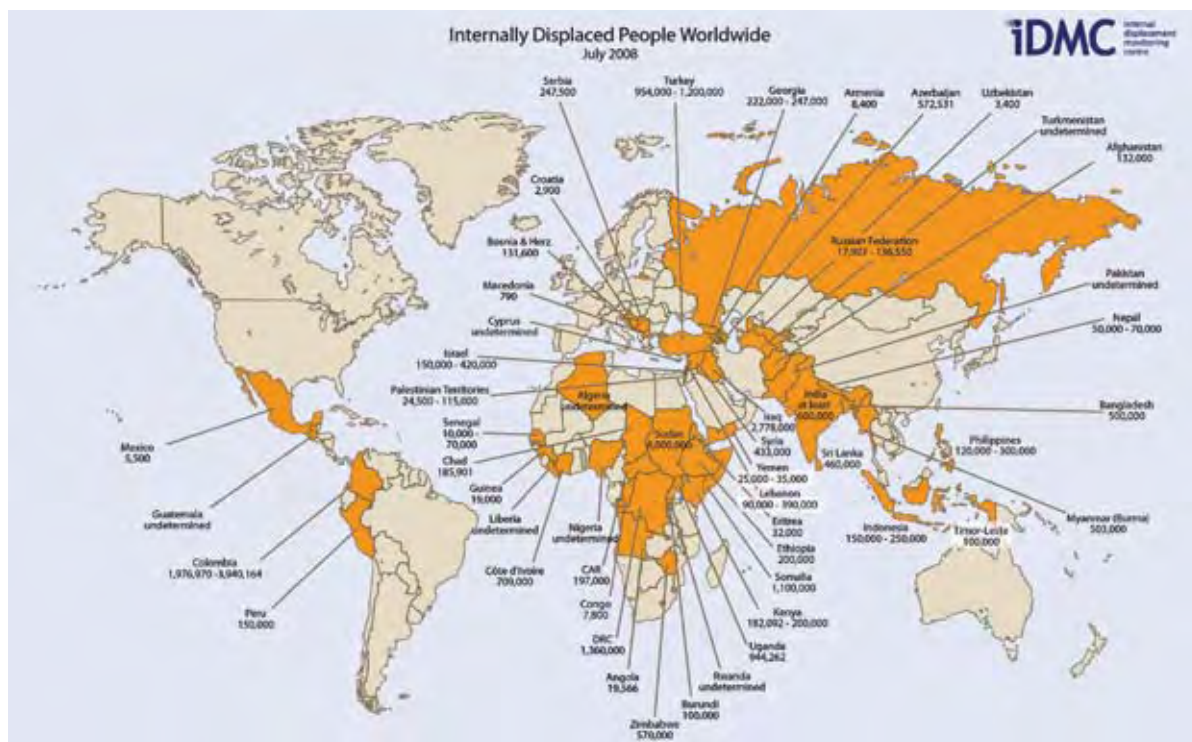 Internally Displaced People Worldwide
July 2008
iDMC
internal
displacement
monitoring
centre
Serbia
247,500
Turkey
954,000 - 1,200,000
Georgia
222,000 - 247,000
Armenia
8,400
Azerbaijan
572,531
Uzbekistan
3,400
Turkmenistan
undetermined
Afghanistan
132,000
Croatia
2,900
Bosnia & Herz
131,600
Russian Federation
Macedonia
790
Pakistan
undetermined
Cyprus
undetermined
Nepal
50,000 - 70,000
Israel
150,000 - 420,000
Palestinian Territories
24,500 - 115,000
Algeria
undetermined
India
at least
600,000
Bangladesh
500,000
Senegal
10,000 -
70,000
Sudan
Iraq
2,778,000
Syria
433,000
Sri Lanka
460,000
Philippines
120,000 - 300,000
Mexico
5,500
Chad
185,901
Yemen
25,000 - 35,000
Guinea
19,000
Lebanon
90,000 - 390,000
Guatemala
undetermined
Liberia
undetermined
Nigeria
undetermined
Eritrea
32,000
Indonesia
150,000 - 250,000
Timor-Leste
100,000
Myanmar (Burma)
503,000
Colombia
1,976,970 -3,940,164
Côte d'Ivoire
709,000
CAR
197,000
Ethiopia
200,000
Somalia
1,100,000
Peru
150,000
Congo
7,800
Kenya
182,092 - 200,000
DRC
1,360,000
Uganda
944,262
Angola
19,566
Rwanda
undetermined
Burundi
100,000
Zimbabwe
570,000